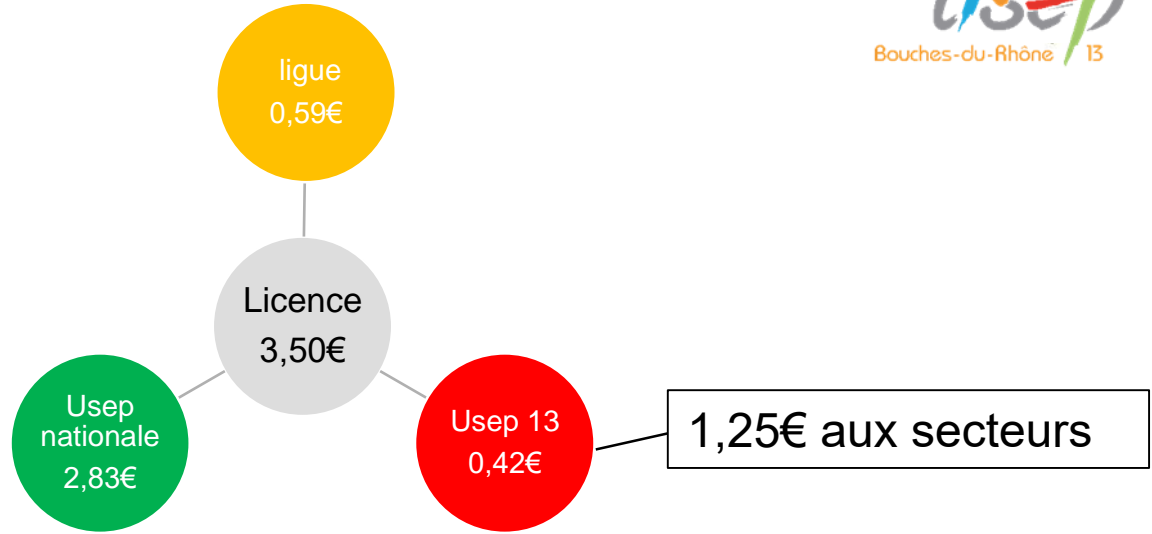 usep
Bouches-du-Rhône 13
ligue
0,59€
Licence
3,50€
Usep
nationale
2,83€
Usep 13
0,42€
1,25€ aux secteurs